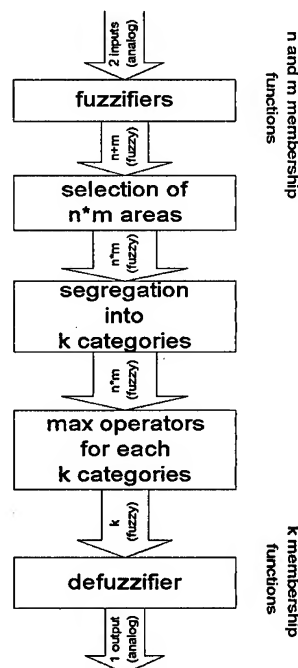 2 inputs
(analog)
n and m membership
functions
fuzzifiers
n+m
(fuzzy)
selection of
n*m areas
n*m
(fuzzy)
segregation
into
k categories
n*m
(fuzzy)
max operators
for each
k categories
k
(fuzzy)
k membership
functions
defuzzifier
1 output
(analog)